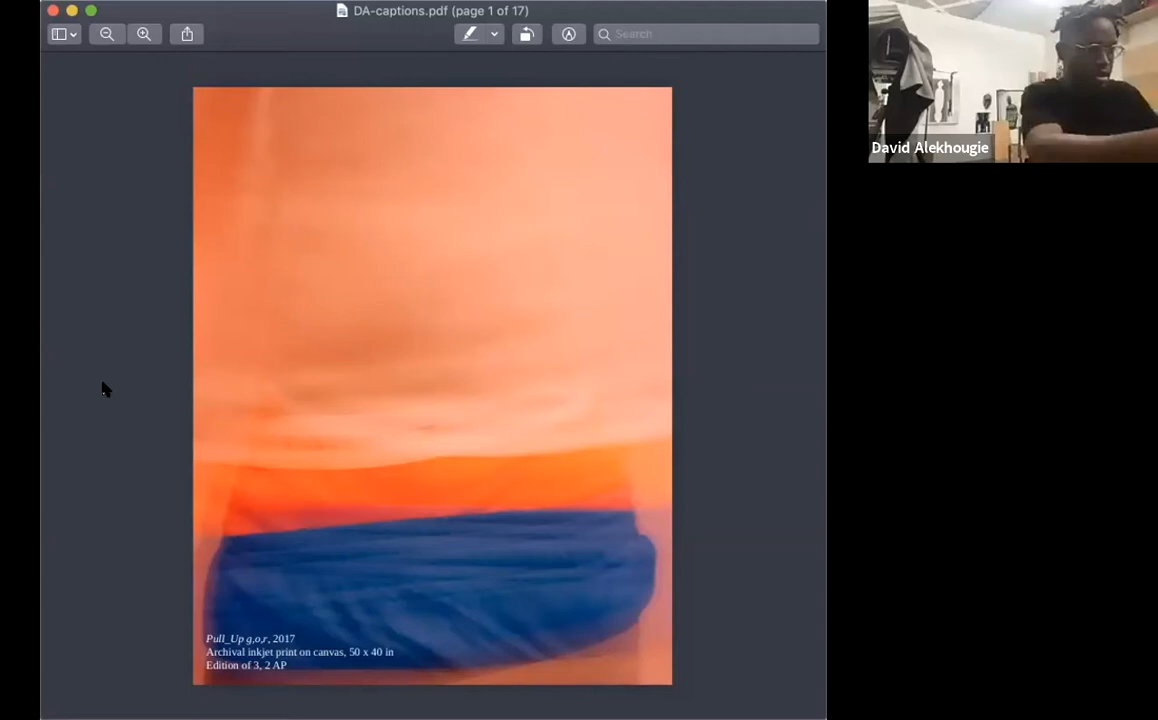 DA-captions.pdf (page 1 of 17)
Search
David Alekhougie
Pull_Up g,o,r, 2017
Archival inkjet print on canvas, 50 x 40 in
Edition of 3, 2 AP